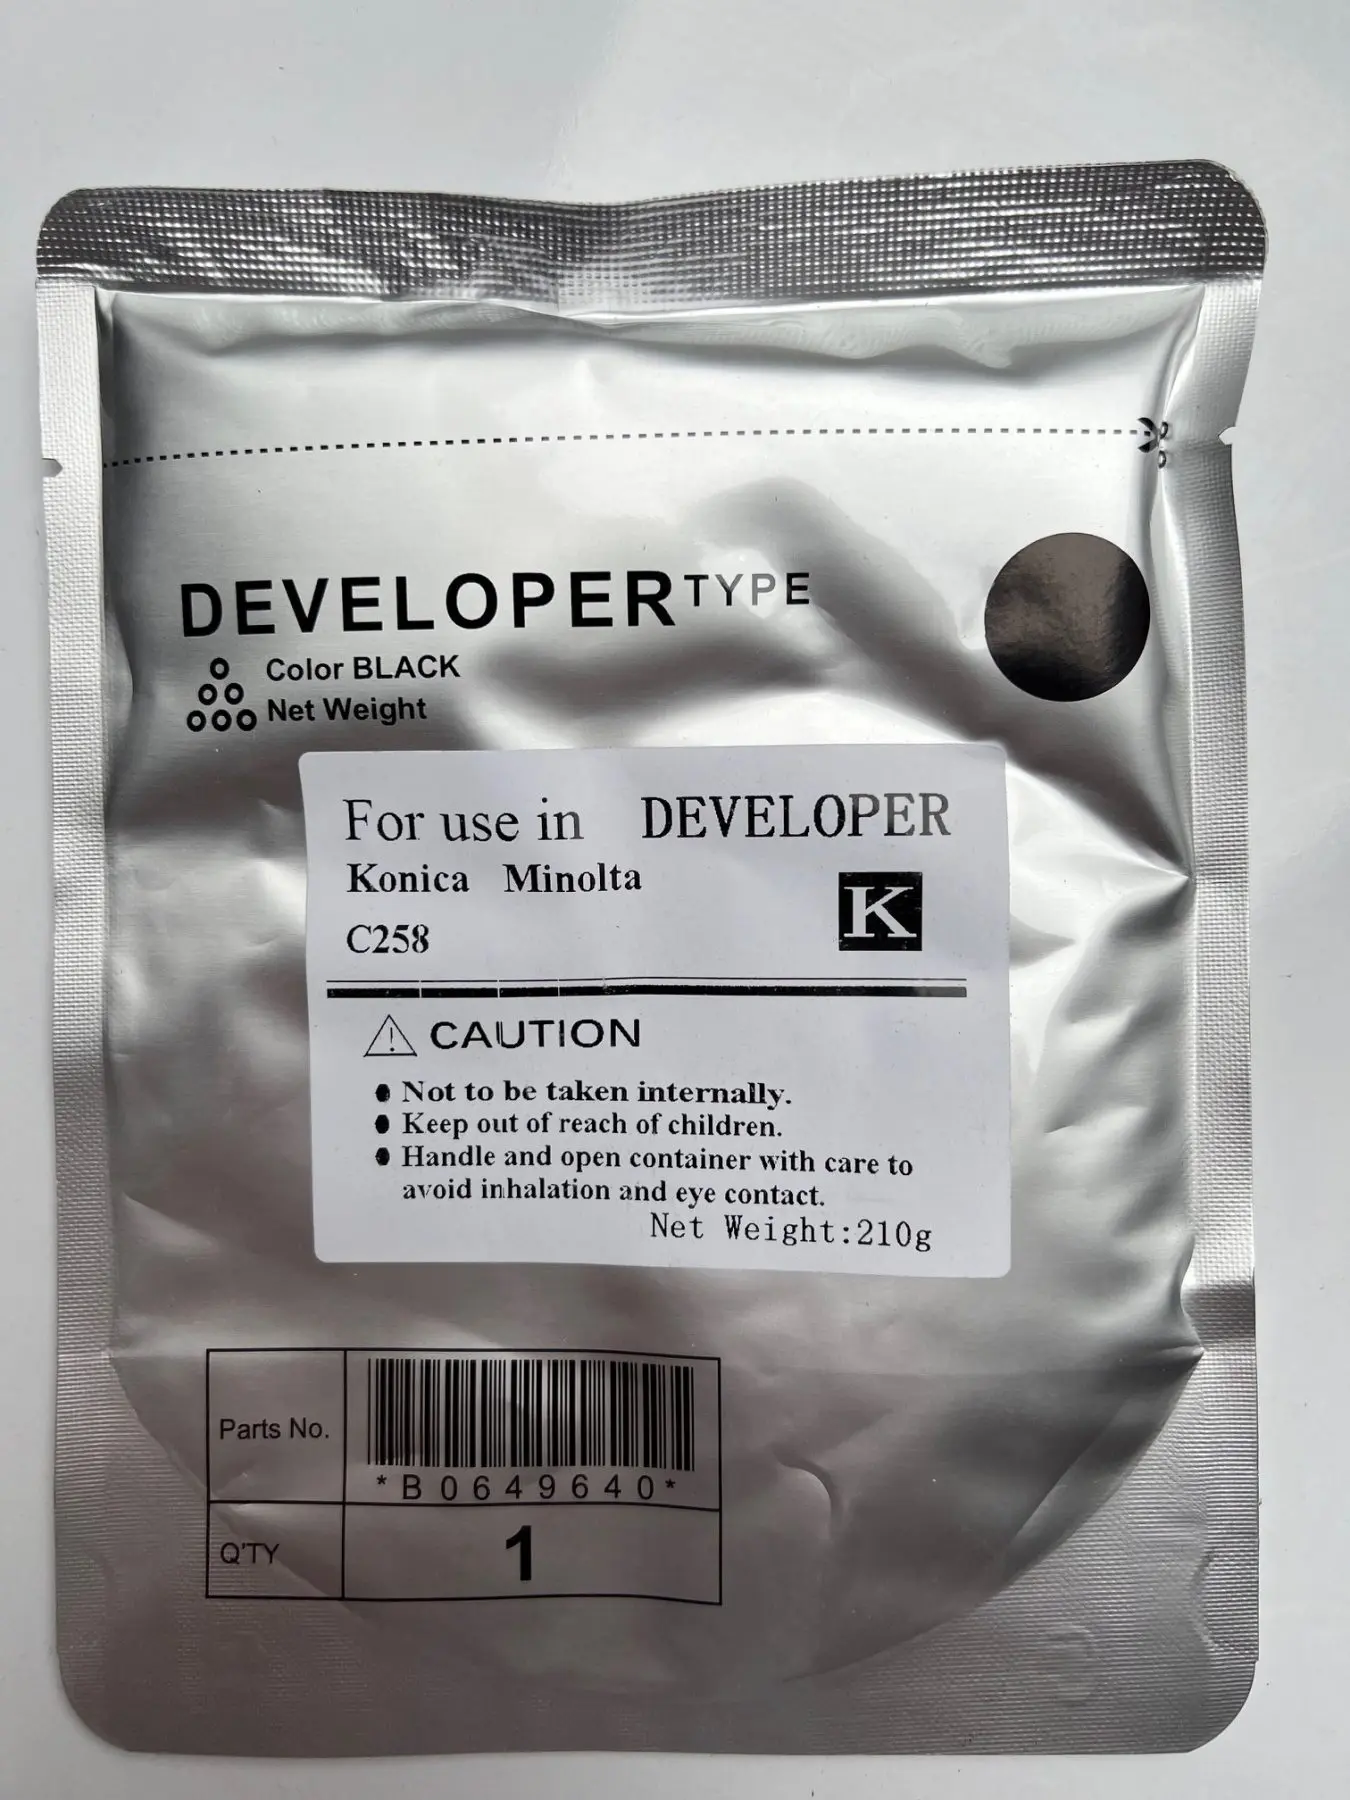 DEVELOPER TYPE
Color BLACK
Net Weight
For use in DEVELOPER
Konica Minolta
K
C258
CAUTION
● Not to be taken internally.
● Keep out of reach of children.
● Handle and open container with care to
avoid inhalation and eye contact.
Net Weight:210g
Parts No.
*B0649640*
Q'TY 1